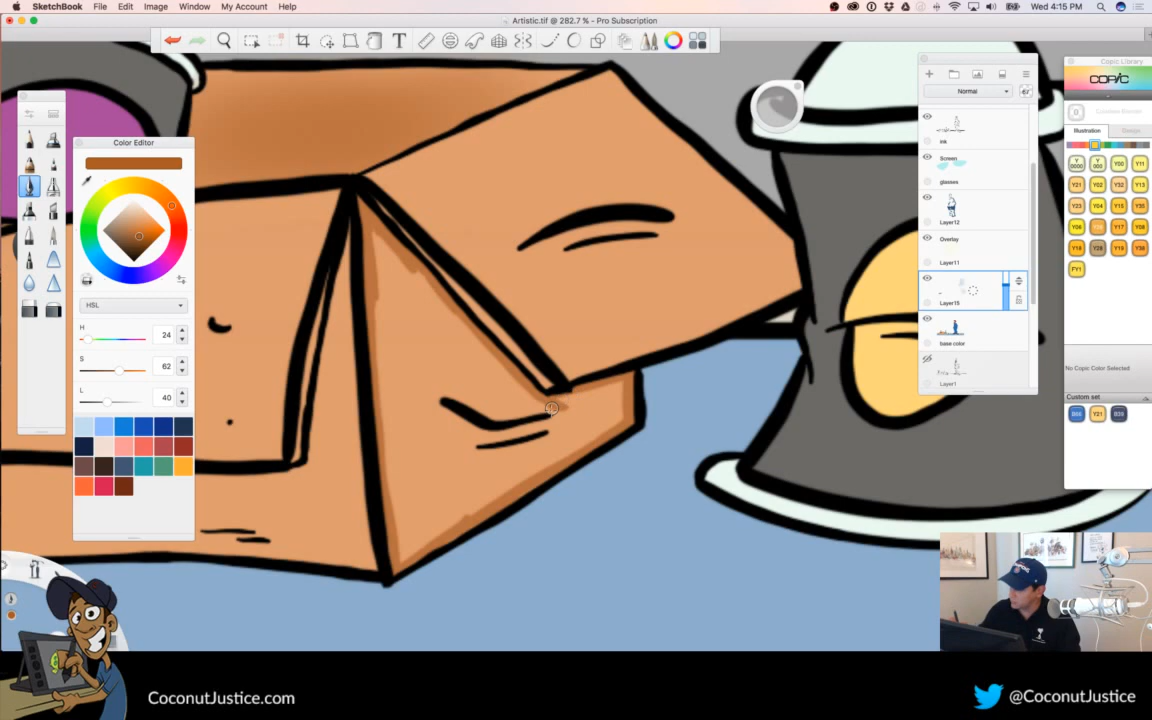 SketchBook File Edit Image Window My Account Help
Wed 4:15 PM
Artistic.tif @ 282.7 % - Pro Subscription
T
Color Editor
HSL
H 24
S 62
L 40
Normal
ink
Screen
glasses
Layer12
Overlay
Layer11
Layer15
base color
Layer1
Copic Library
COPIC
Illustration Design
Y0000 Y000 Y00 Y11
Y21 Y02 Y32 Y13
Y23 Y04 Y15 Y35
Y06 Y26 Y17 Y08
Y18 Y28 Y19 Y38
FY1
No Copic Color Selected
Custom set
Y21
CoconutJustice.com
@CoconutJustice